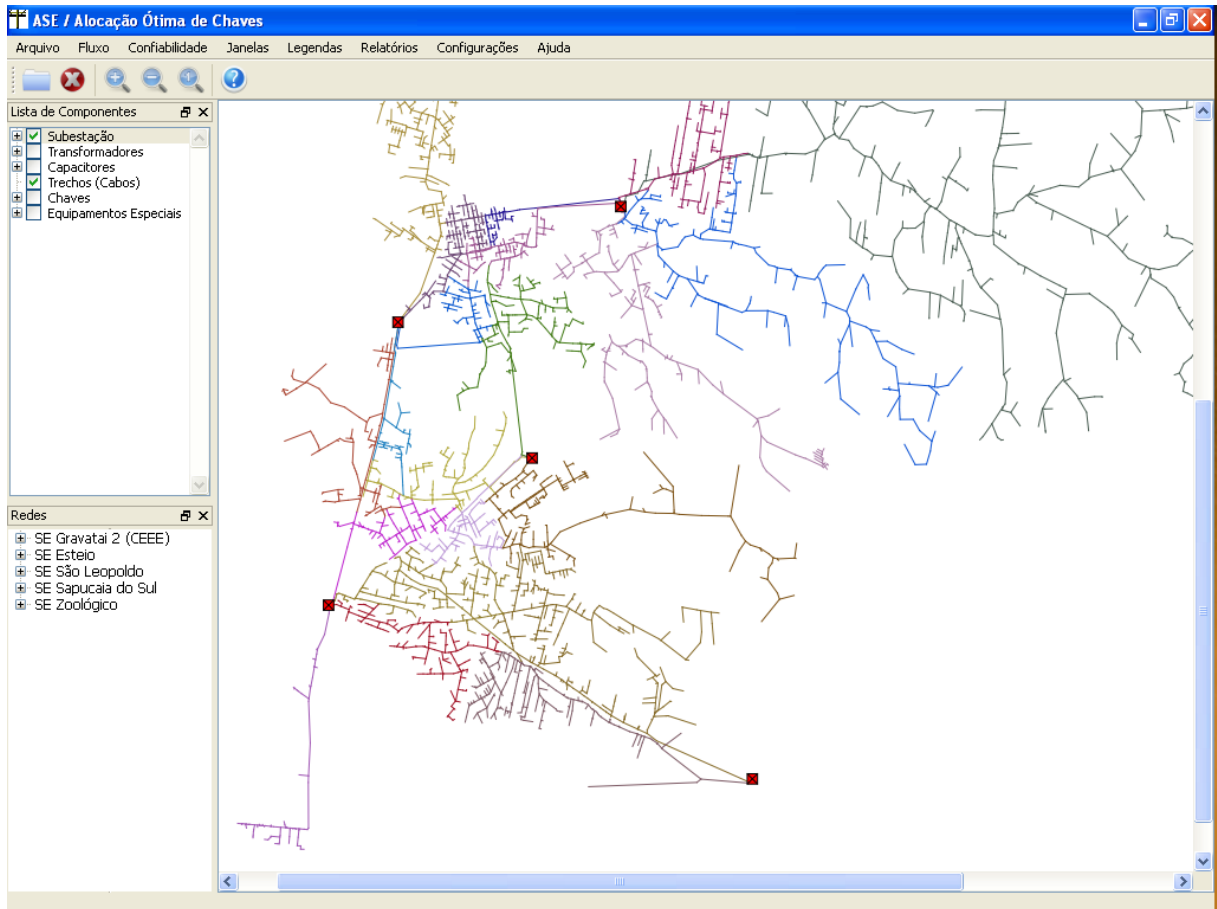 ASE / Alocação Ótima de Chaves
Arquivo Fluxo Confiabilidade Janelas Legendas Relatórios Configurações Ajuda
Lista de Componentes
Subestação
Transformadores
Capacitores
Trechos (Cabos)
Chaves
Equipamentos Especiais
Redes
SE Gravatai 2 (CEEE)
SE Esteio
SE São Leopoldo
SE Sapucaia do Sul
SE Zoológico